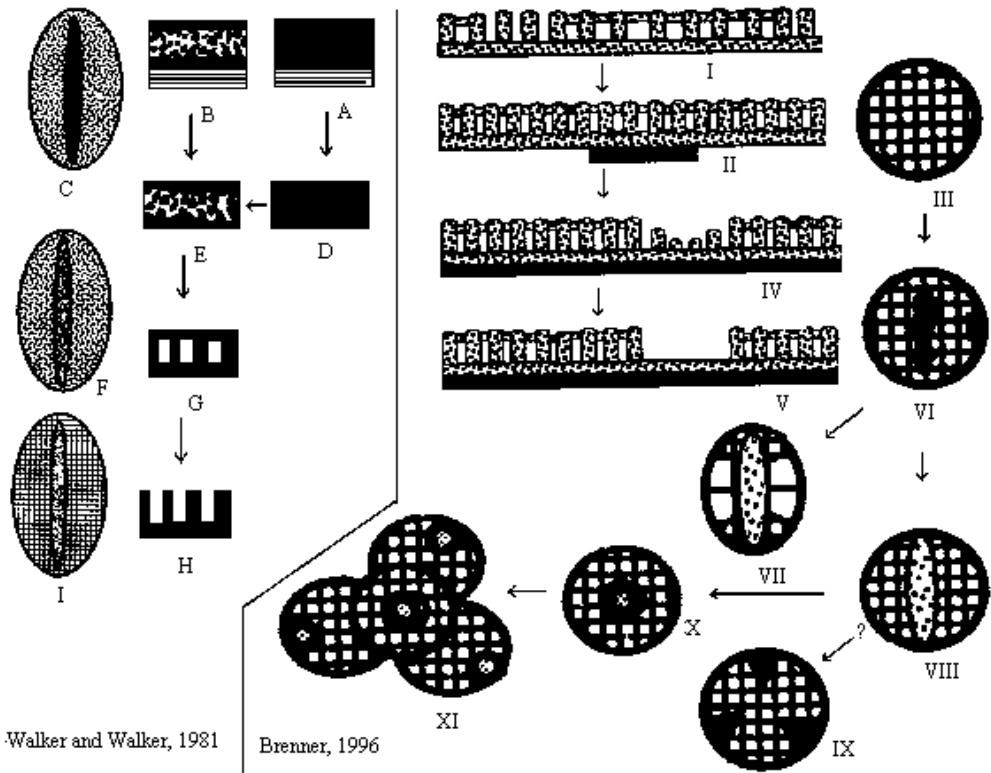 I
B
A
II
C
III
E
D
IV
F
V
VI
G
VII
H
I
X
VIII
?
XI
IX
-Walker and Walker, 1981
Brenner, 1996